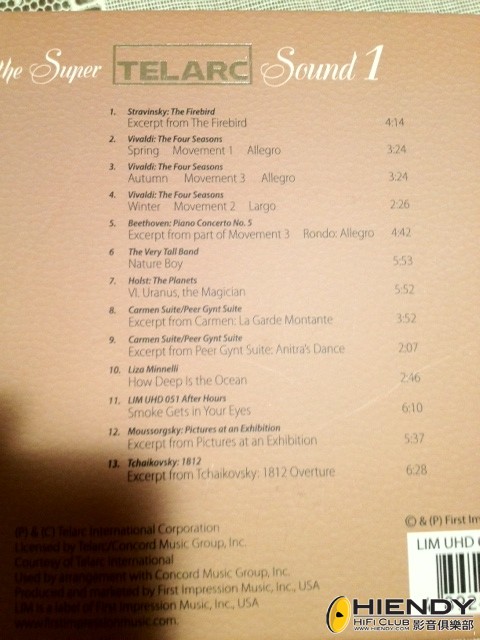 the Super TELARC Sound 1
1. Stravinsky: The Firebird
Excerpt from The Firebird 4:14
2. Vivaldi: The Four Seasons
Spring Movement 1 Allegro 3:24
3. Vivaldi: The Four Seasons
Autumn Movement 3 Allegro 3:24
4. Vivaldi: The Four Seasons
Winter Movement 2 Largo 2:26
5. Beethoven: Piano Concerto No. 5
Excerpt from part of Movement 3 Rondo: Allegro 4:42
6 The Very Tall Band
Nature Boy 5:53
7. Holst: The Planets
VI. Uranus, the Magician 5:52
8. Carmen Suite/Peer Gynt Suite
Excerpt from Carmen: La Garde Montante 3:52
9. Carmen Suite/Peer Gynt Suite
Excerpt from Peer Gynt Suite: Anitra's Dance 2:07
10. Liza Minnelli
How Deep Is the Ocean 2:46
11. LIM UHD 051 After Hours
Smoke Gets in Your Eyes 6:10
12. Moussorgsky: Pictures at an Exhibition
Excerpt from Pictures at an Exhibition 5:37
13. Tchaikovsky: 1812
Excerpt from Tchaikovsky: 1812 Overture 6:28
(P) & (C) Telarc International Corporation
Licensed by Telarc/Concord Music Group, Inc.
Courtesy of Telarc International
Used by arrangement with Concord Music Group, Inc.
Produced and marketed by First Impression Music, Inc., USA
LIM is a label of First Impression Music, Inc., USA
www.firstimpressionmusic.com
© & (P) First
LIM UHD
HIENDY
HiFi CLUB 影音俱樂部